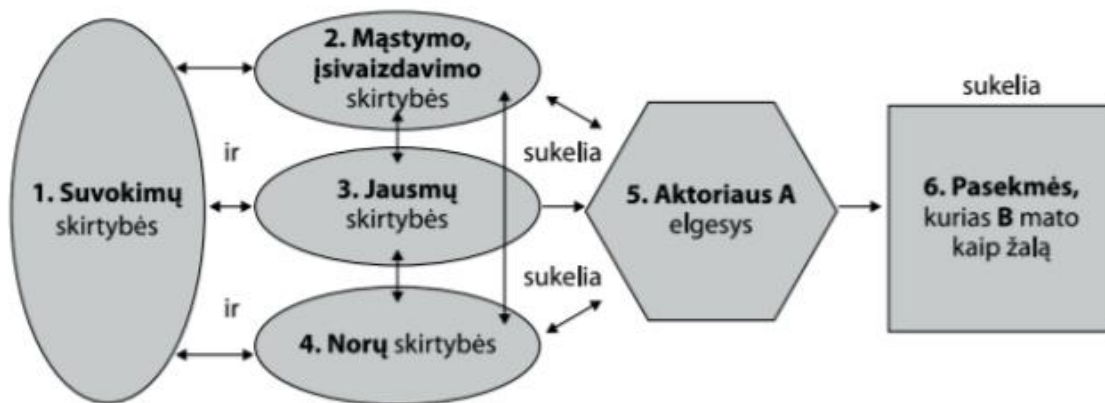 1. Suvokimų
skirtybės
ir
ir
2. Mąstymo,
įsivaizdavimo
skirtybės
3. Jausmų
skirtybės
4. Norų skirtybės
sukelia
sukelia
5. Aktoriaus A
elgesys
sukelia
6. Pasekmės,
kurias B mato
kaip žalą